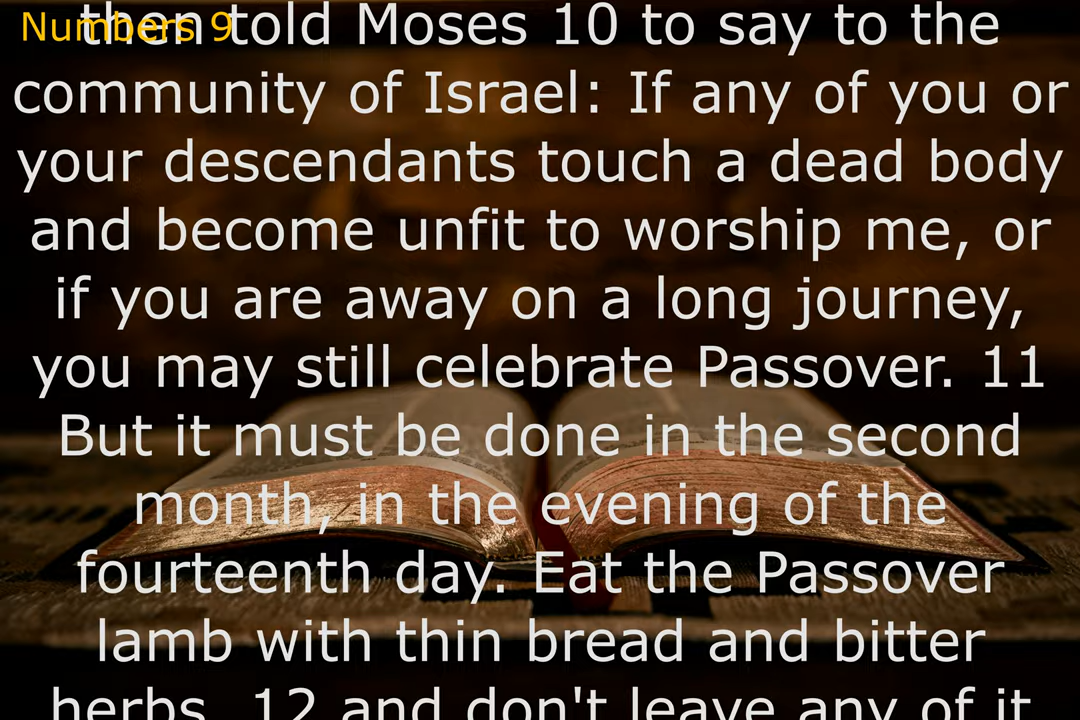 Numbers 9
then told Moses 10 to say to the
community of Israel: If any of you or
your descendants touch a dead body
and become unfit to worship me, or
if you are away on a long journey,
you may still celebrate Passover. 11
But it must be done in the second
month, in the evening of the
fourteenth day. Eat the Passover
lamb with thin bread and bitter
herbs, 12 and don't leave any of it